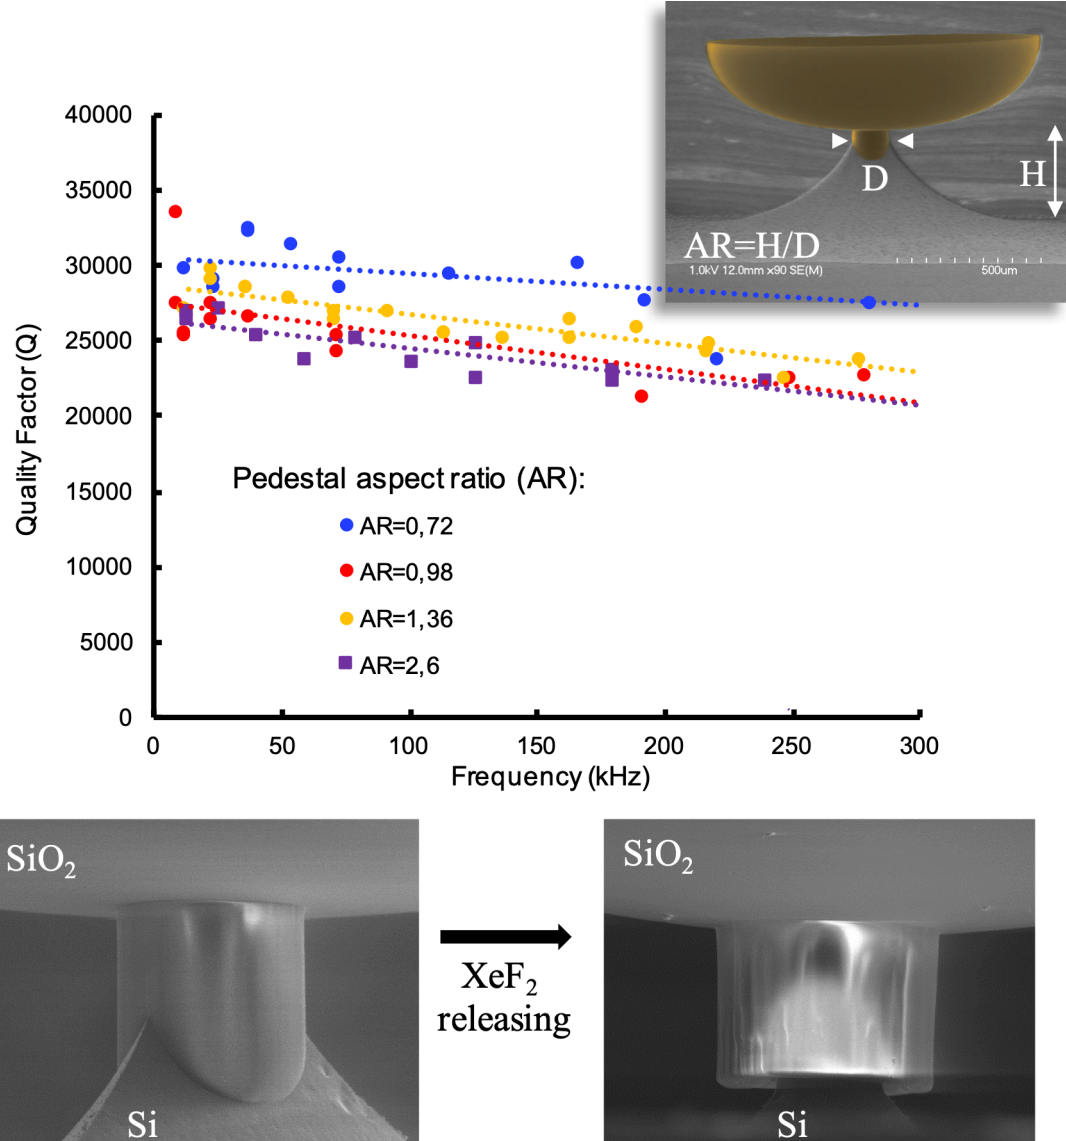 40000
35000
30000
25000
20000
15000
10000
5000
0
Quality Factor (Q)
0 50 100 150 200 250 300
Frequency (kHz)
Pedestal aspect ratio (AR):
AR=0,72
AR=0,98
AR=1,36
AR=2,6
D
H
AR=H/D
1.0kV 12.0mm x90 SE(M)
500um
SiO₂
Si
XeF₂
releasing
SiO₂
Si